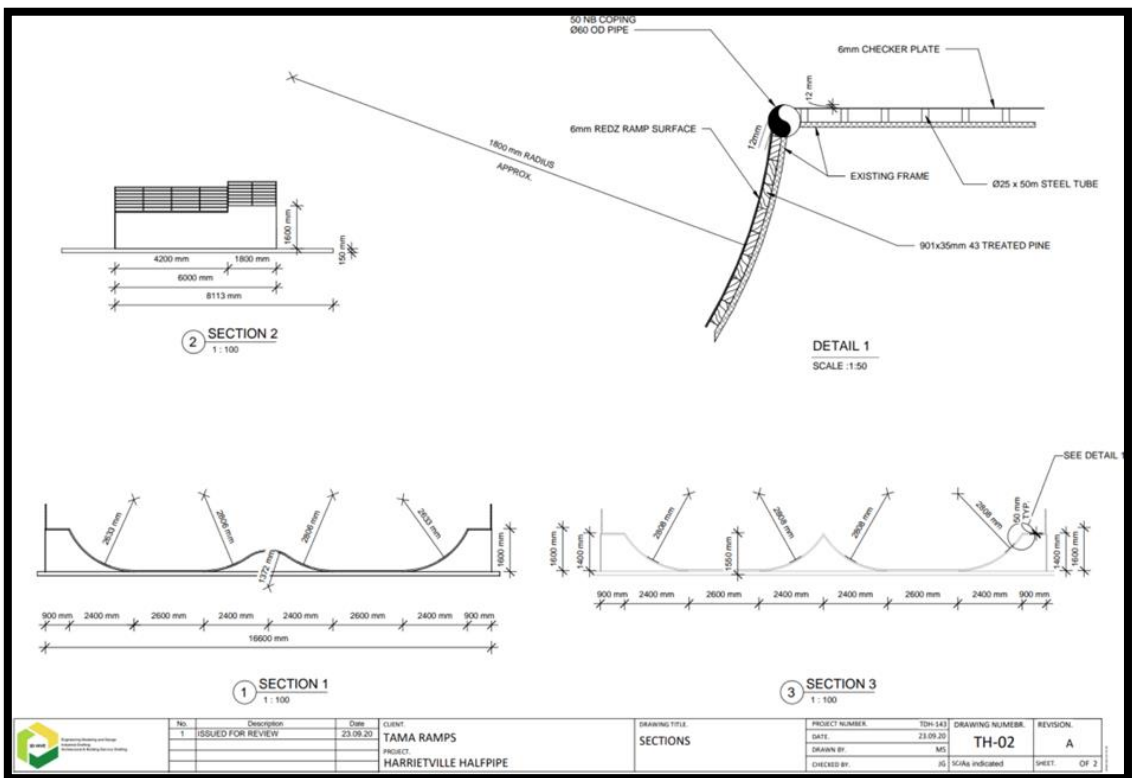 50 NB COPING
Ø60 OD PIPE
6mm CHECKER PLATE
12 mm
12mm
6mm REDZ RAMP SURFACE
1800 mm RADIUS
APPROX.
EXISTING FRAME
Ø25 x 50m STEEL TUBE
901x35mm 43 TREATED PINE
DETAIL 1
SCALE :1:50
1600 mm
150 mm
4200 mm
1800 mm
6000 mm
8113 mm
2
SECTION 2
1 : 100
SEE DETAIL 1
2633 mm
2806 mm
2806 mm
2633 mm
1372 mm
1600 mm
900 mm
2400 mm
2600 mm
2400 mm
2400 mm
2600 mm
2400 mm
900 mm
16600 mm
1
SECTION 1
1 : 100
1600 mm
1400 mm
2808 mm
1550 mm
2808 mm
2808 mm
2808 mm
50 mm
TYP.
1400 mm
1600 mm
900 mm
2400 mm
2600 mm
2400 mm
2400 mm
2600 mm
2400 mm
900 mm
3
SECTION 3
1 : 100
No.
Description
Date
1
ISSUED FOR REVIEW
23.09.20
CLIENT.
TAMA RAMPS
PROJECT.
HARRIETVILLE HALFPIPE
DRAWING TITLE.
SECTIONS
PROJECT NUMBER.
TDH-143
DATE.
23.09.20
DRAWN BY.
MS
CHECKED BY.
JG
DRAWING NUMEBR.
TH-02
SC/As indicated
REVISION.
A
SHEET. OF 2